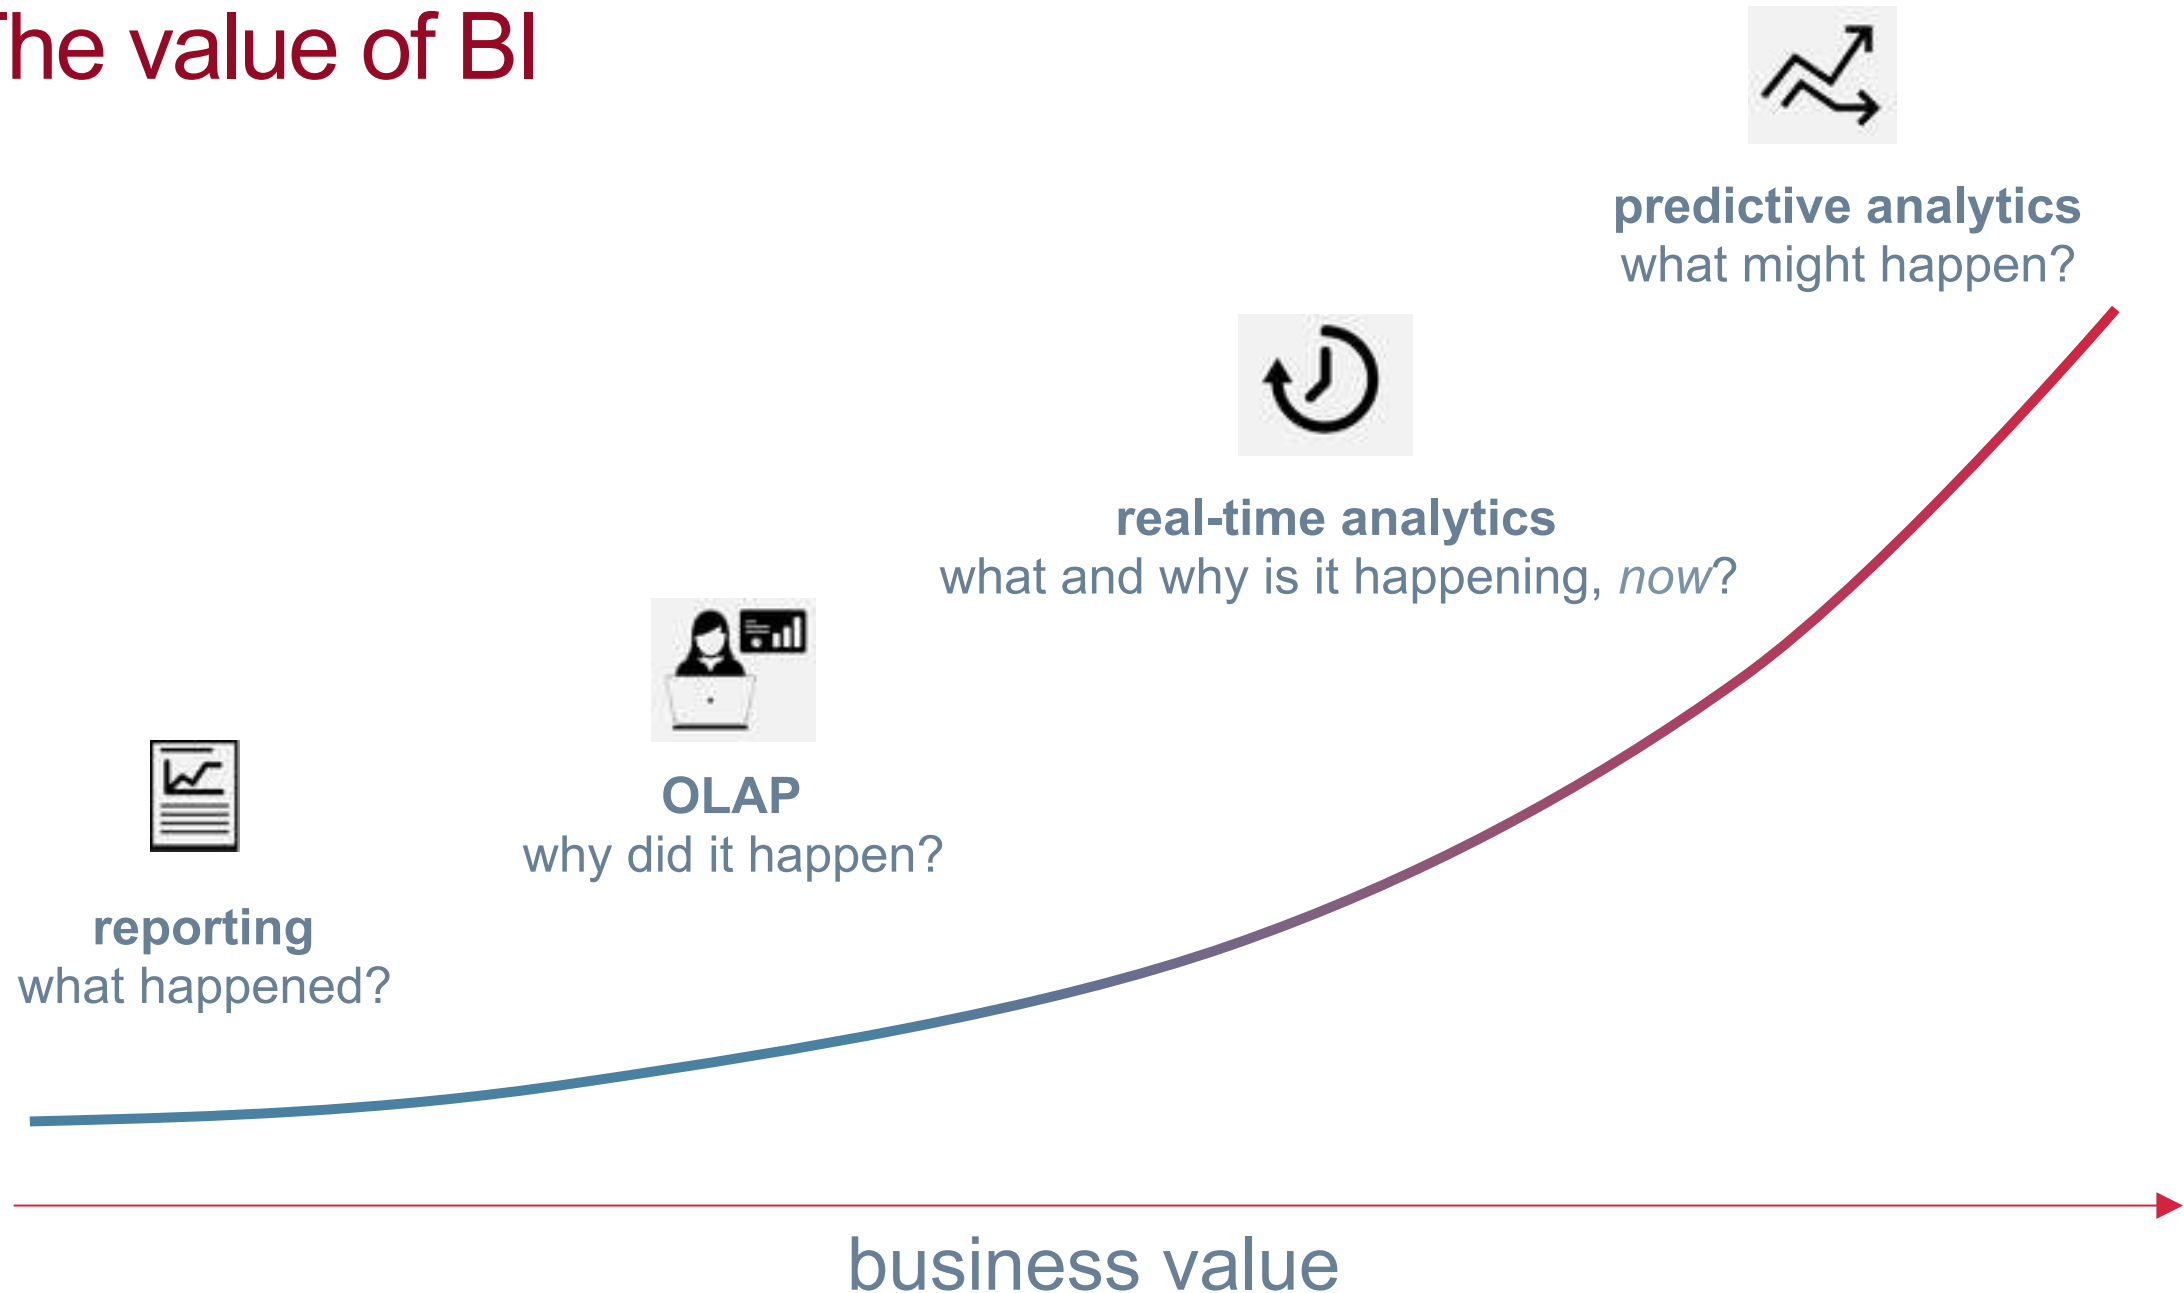 The value of BI
predictive analytics
what might happen?
real-time analytics
what and why is it happening, now?
OLAP
why did it happen?
reporting
what happened?
business value